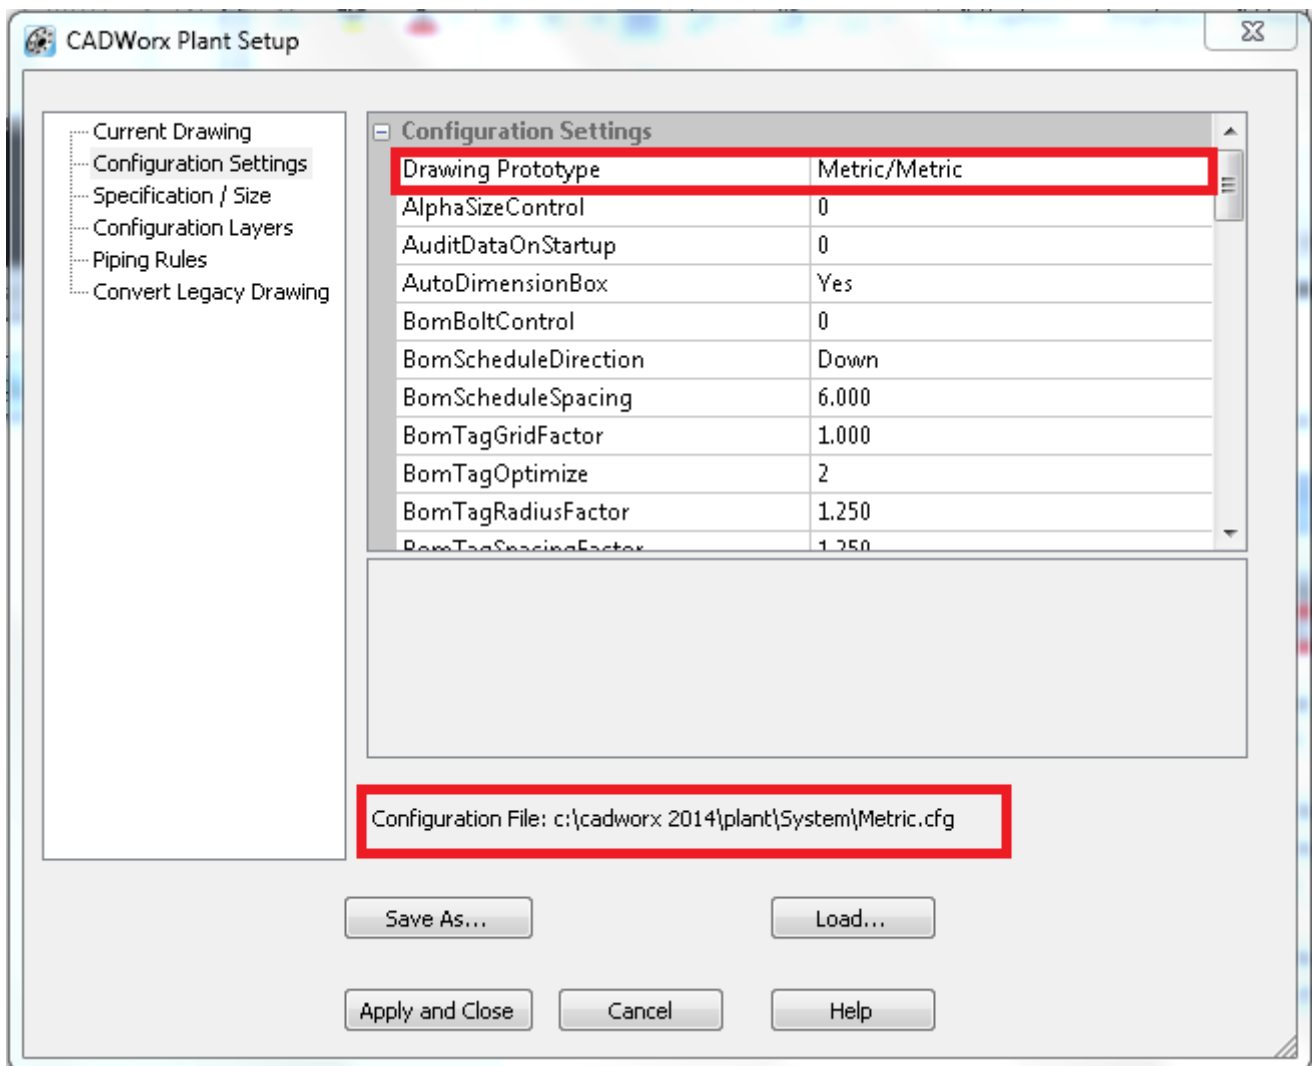 CADWorx Plant Setup
Current Drawing
Configuration Settings
Specification / Size
Configuration Layers
Piping Rules
Convert Legacy Drawing
Configuration Settings
Drawing Prototype Metric/Metric
AlphaSizeControl 0
AuditDataOnStartup 0
AutoDimensionBox Yes
BomBoltControl 0
BomScheduleDirection Down
BomScheduleSpacing 6.000
BomTagGridFactor 1.000
BomTagOptimize 2
BomTagRadiusFactor 1.250
BomTagSpacingFactor 1.250
Configuration File: c:\cadworx 2014\plant\System\Metric.cfg
Save As... Load...
Apply and Close Cancel Help